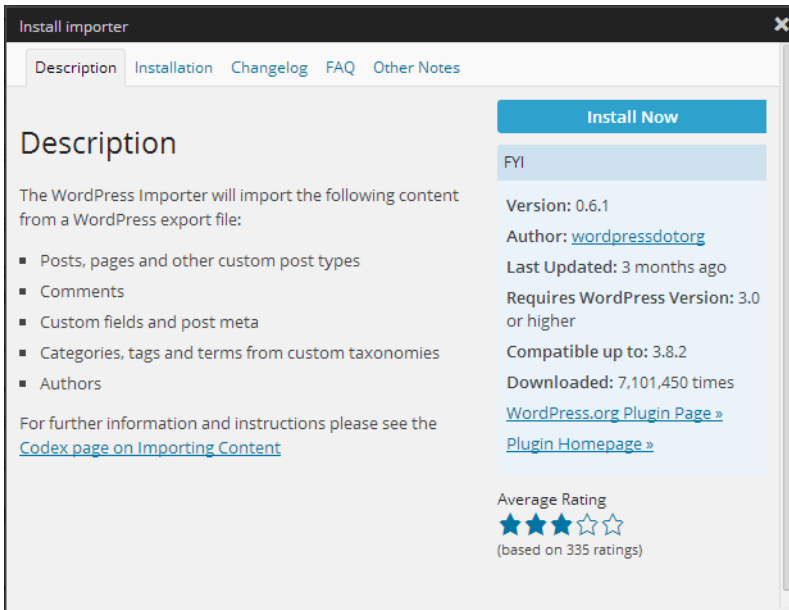 Install importer
Description Installation Changelog FAQ Other Notes
Description
The WordPress Importer will import the following content
from a WordPress export file:
Posts, pages and other custom post types
Comments
Custom fields and post meta
Categories, tags and terms from custom taxonomies
Authors
For further information and instructions please see the
Codex page on Importing Content
Install Now
FYI
Version: 0.6.1
Author: wordpressdotorg
Last Updated: 3 months ago
Requires WordPress Version: 3.0
or higher
Compatible up to: 3.8.2
Downloaded: 7,101,450 times
WordPress.org Plugin Page »
Plugin Homepage »
Average Rating
(based on 335 ratings)